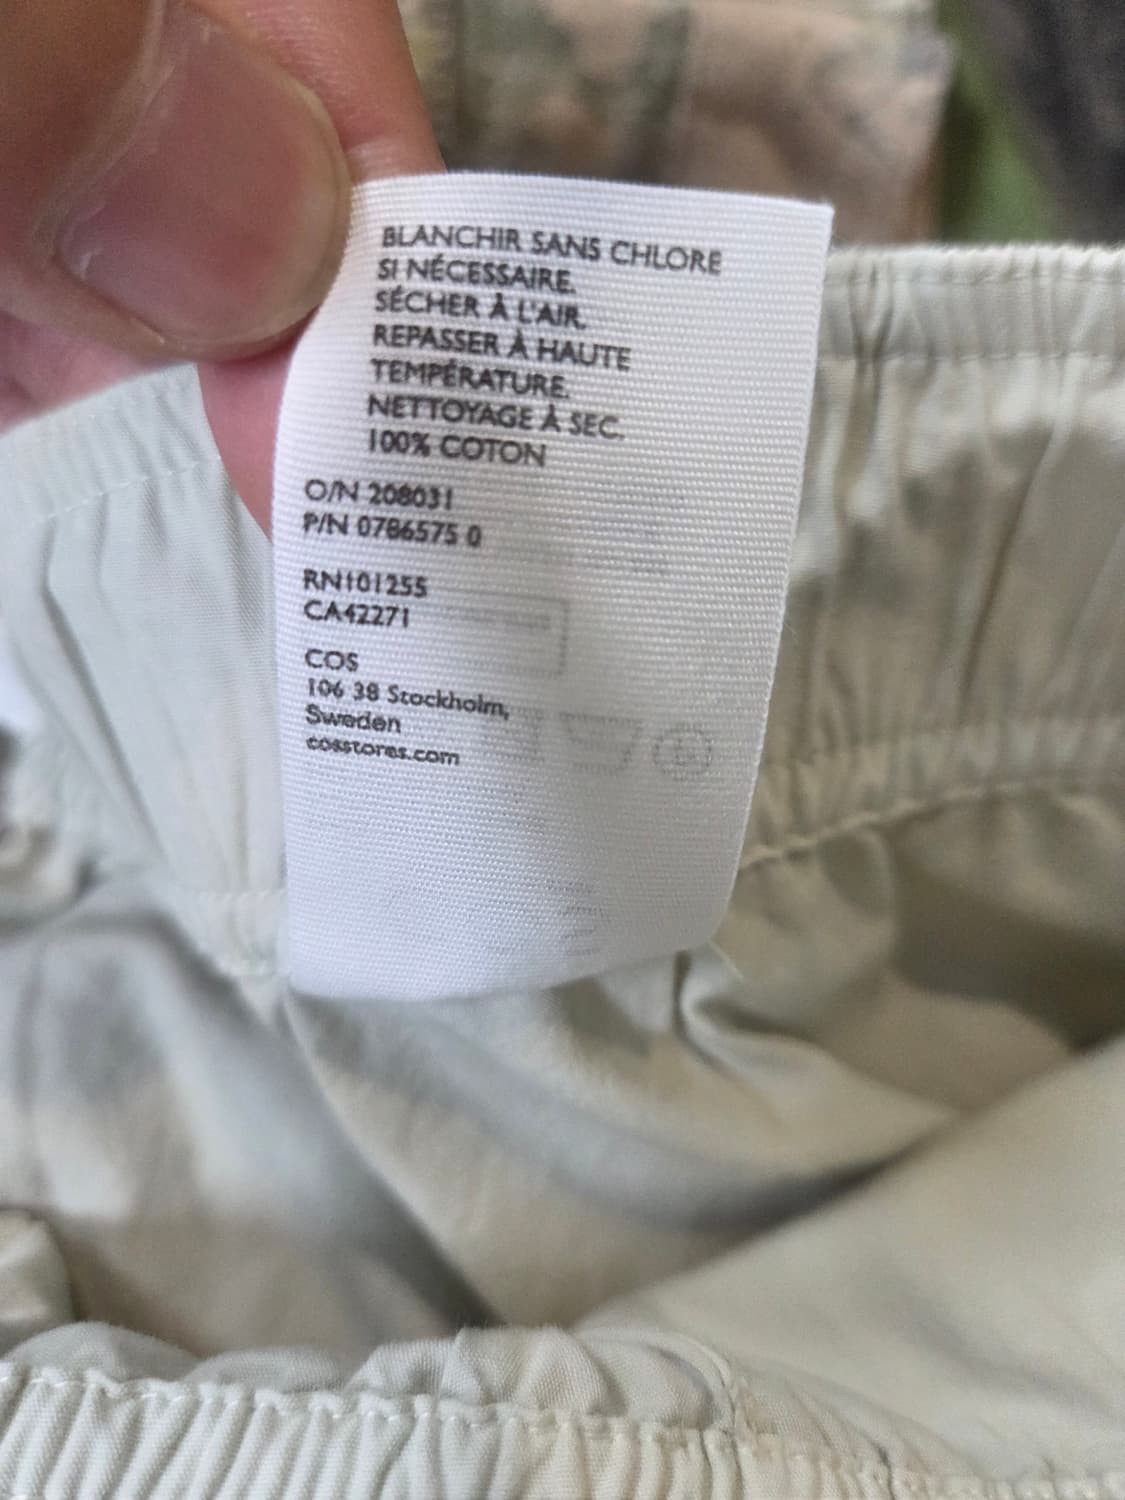 BLANCHIR SANS CHLORE
SI NÉCESSAIRE.
SÉCHER À L'AIR.
REPASSER À HAUTE
TEMPÉRATURE.
NETTOYAGE À SEC.
100% COTON
O/N 208031
P/N 0786575 0
RN101255
CA42271
COS
106 38 Stockholm,
Sweden
cosstores.com